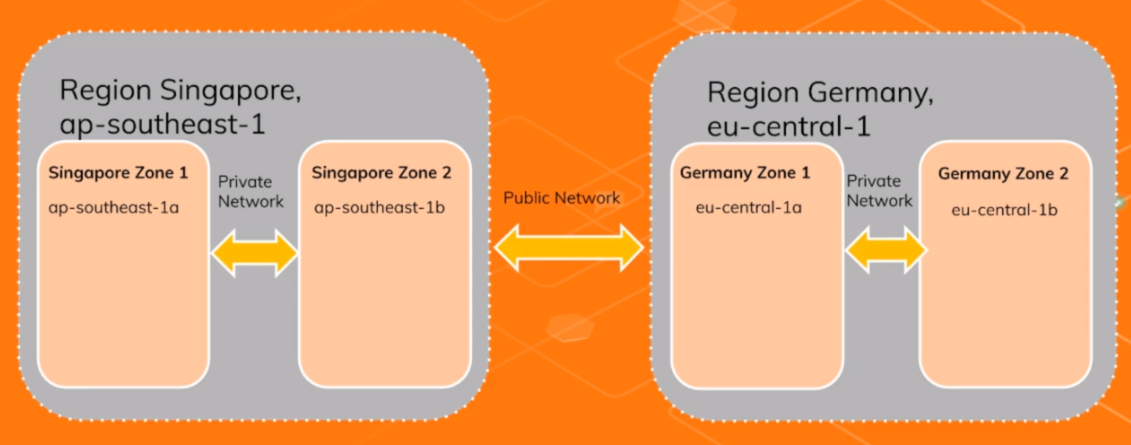 Region Singapore,
ap-southeast-1
Singapore Zone 1
ap-southeast-1a
Private
Network
Singapore Zone 2
ap-southeast-1b
Public Network
Region Germany,
eu-central-1
Germany Zone 1
eu-central-1a
Private
Network
Germany Zone 2
eu-central-1b